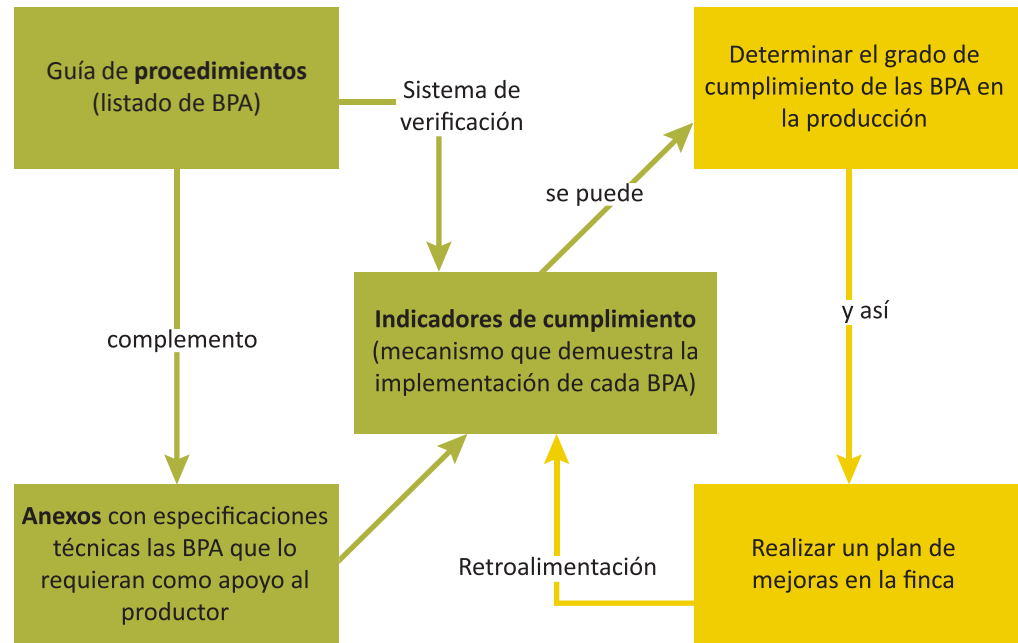 Guía de procedimientos
(listado de BPA)
Sistema de
verificación
Determinar el grado de
cumplimiento de las BPA en
la producción
se puede
complemento
Indicadores de cumplimiento
(mecanismo que demuestra la
implementación de cada BPA)
y así
Anexos con especificaciones
técnicas las BPA que lo
requieran como apoyo al
productor
Retroalimentación
Realizar un plan de
mejoras en la finca